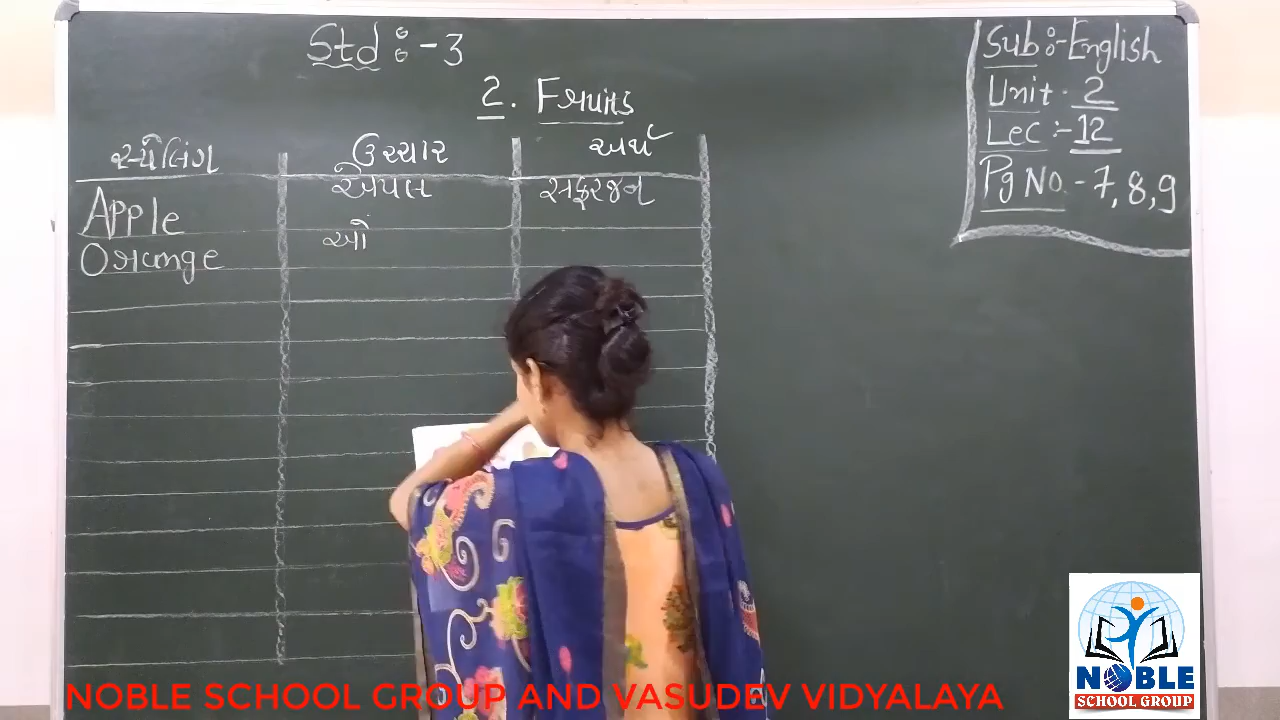 Std :- 3
2. Fruits
સ્પેલિંગ ઉચ્ચાર અર્થ
Apple એપલ સફરજન
Orange ઓ
Sub :- English
Unit - 2
Lec :- 12
Pg No. - 7, 8, 9
NOBLE
SCHOOL GROUP
NOBLE SCHOOL GROUP AND VASUDEV VIDYALAYA